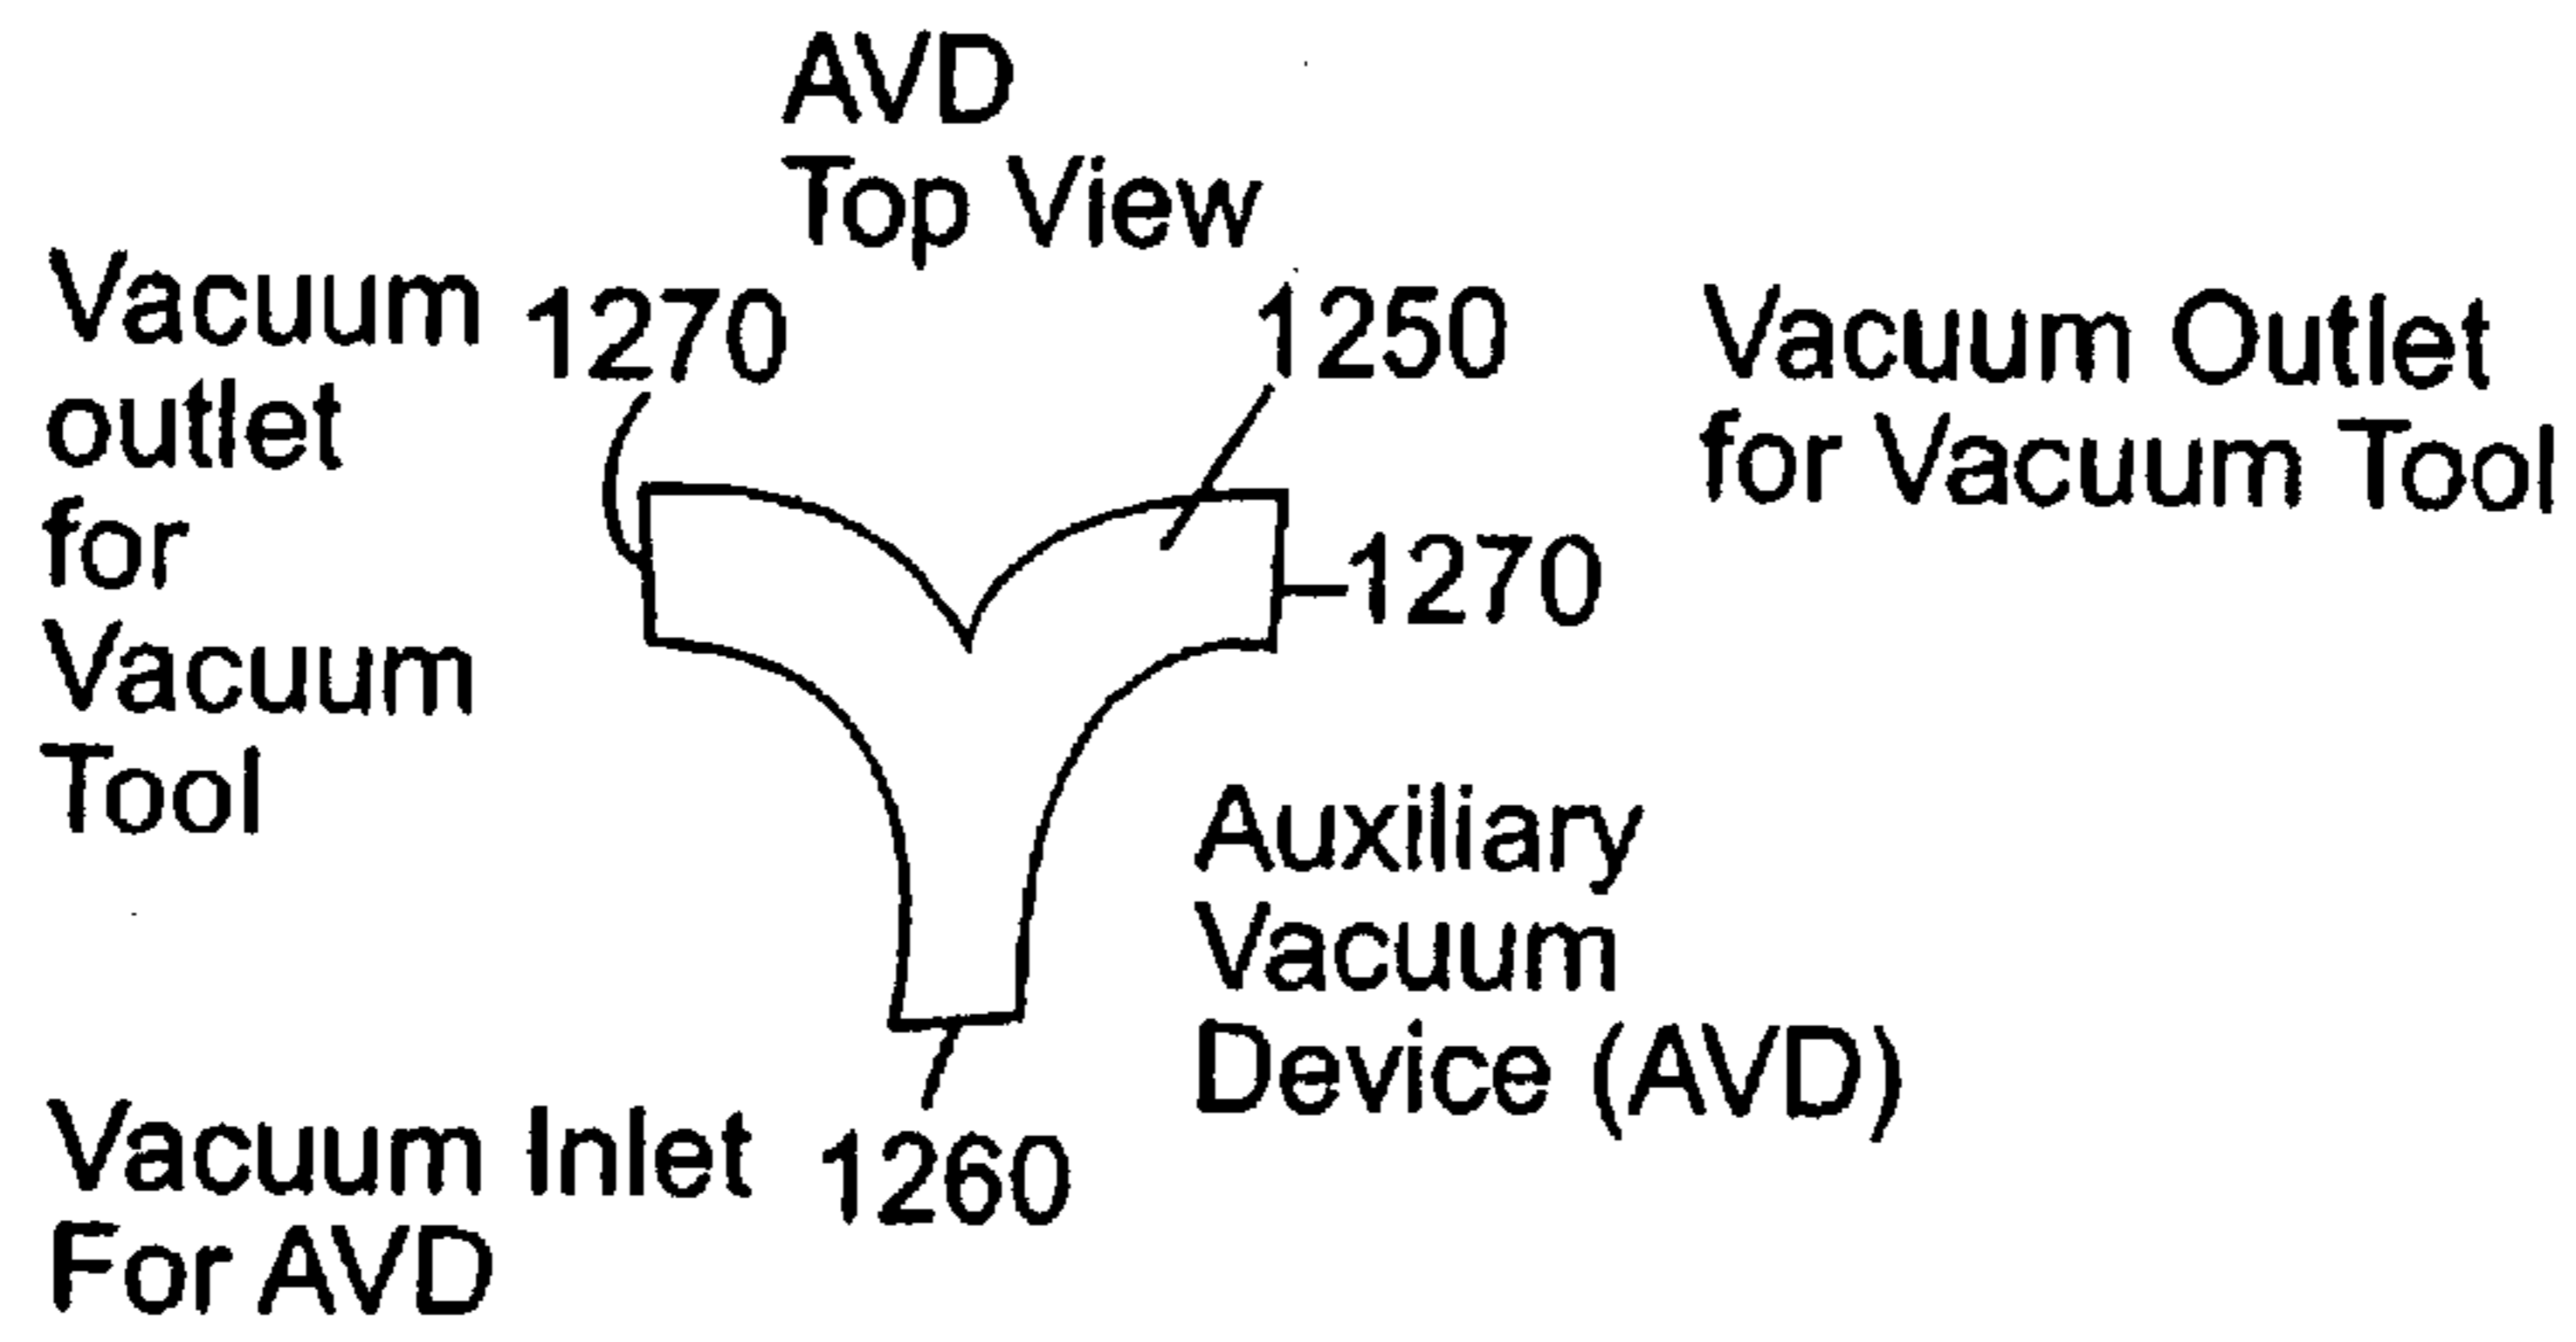 AVD
Top View
Vacuum
outlet
for
Vacuum
Tool
1270
1250
Vacuum Outlet
for Vacuum Tool
1270
Auxiliary
Vacuum
Device (AVD)
Vacuum Inlet
For AVD
1260